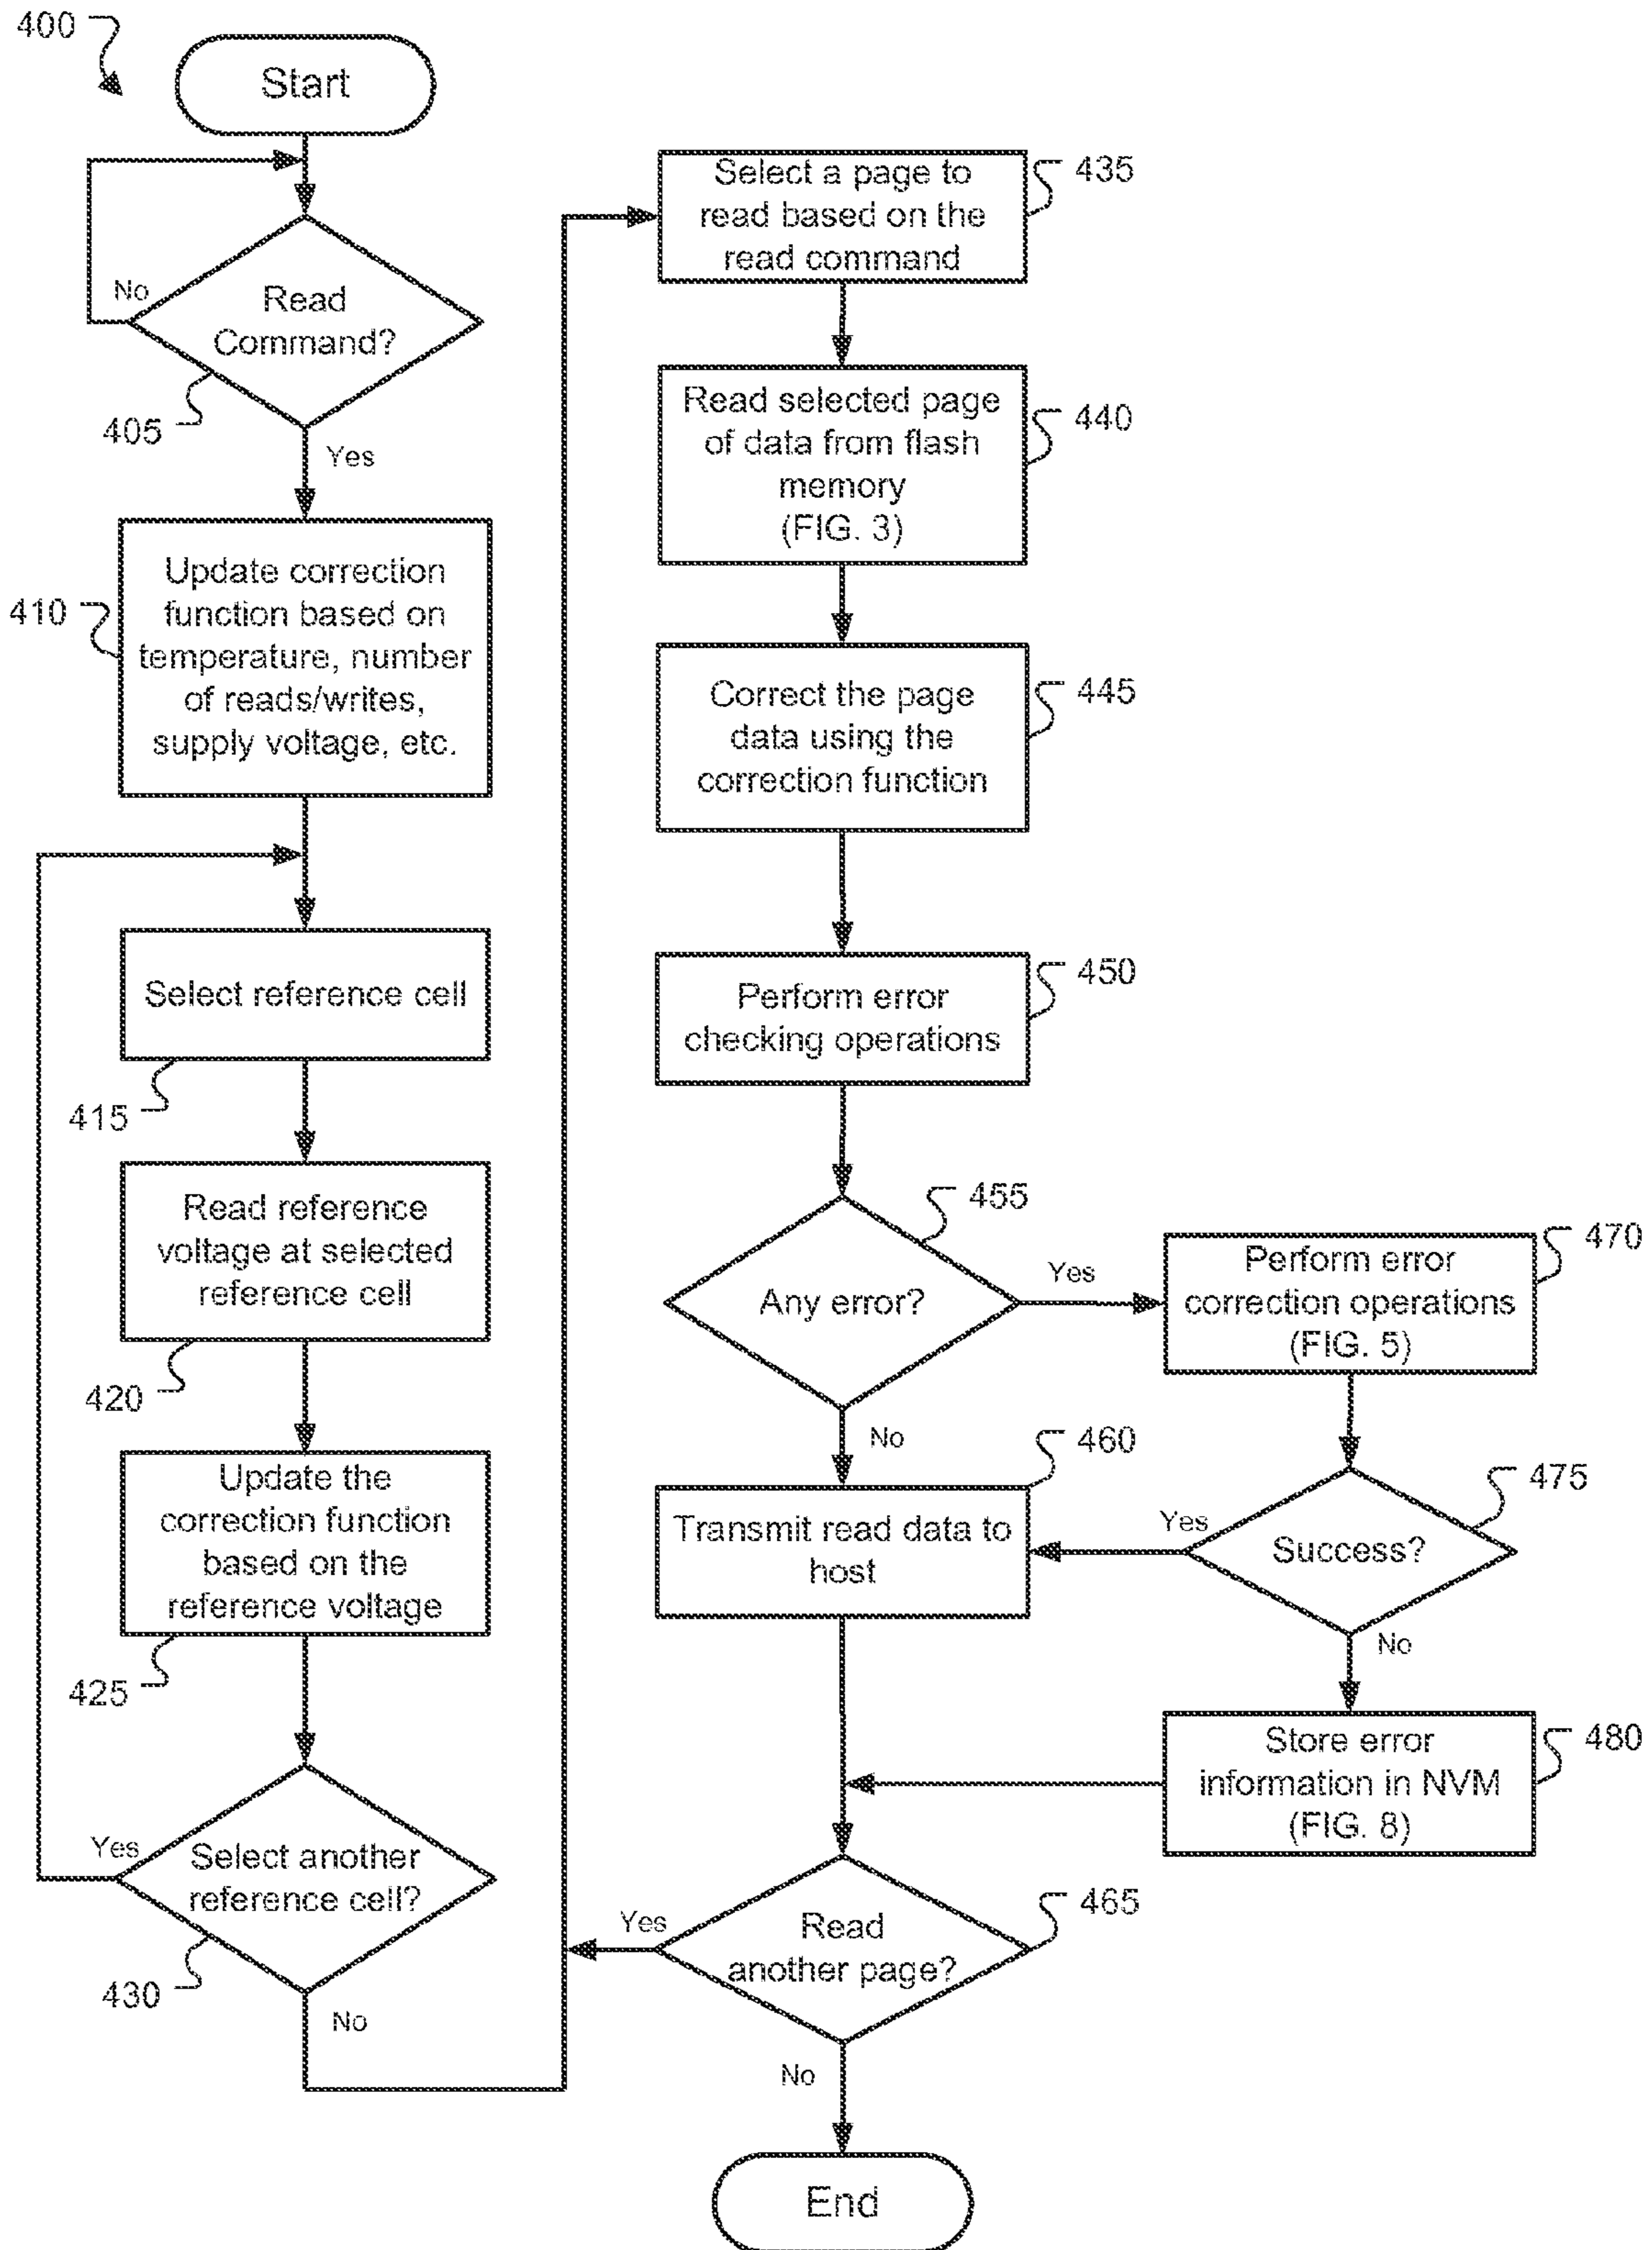 400
Start
No
Read
Command?
405
Yes
410
Update correction
function based on
temperature, number
of reads/writes,
supply voltage, etc.
Select reference cell
415
Read reference
voltage at selected
reference cell
420
Update the
correction function
based on the
reference voltage
425
Yes
Select another
reference cell?
430
No
Select a page to
read based on the
read command
435
Read selected page
of data from flash
memory
(FIG. 3)
440
Correct the page
data using the
correction function
445
Perform error
checking operations
450
455
Any error?
Yes
No
Perform error
correction operations
(FIG. 5)
470
460
Transmit read data to
host
475
Yes
Success?
No
Store error
information in NVM
(FIG. 8)
480
465
Yes
Read
another page?
No
End